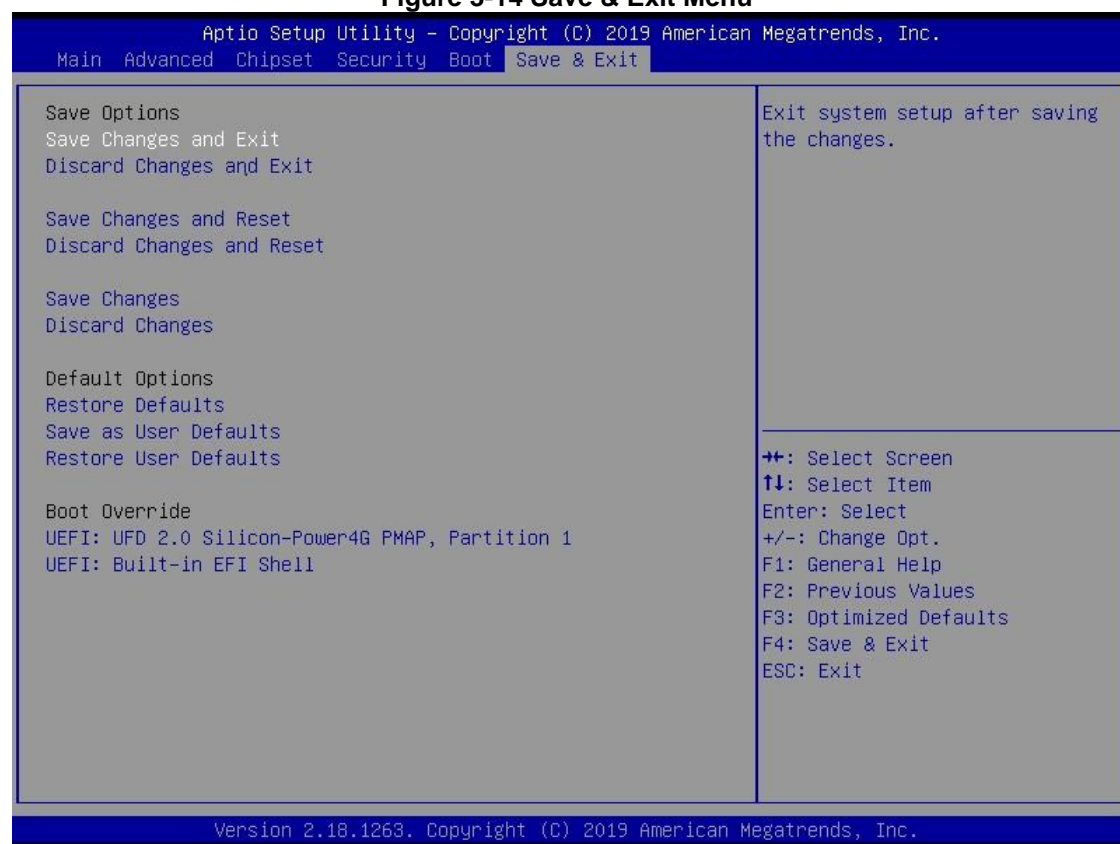 Figure 3-14 Save & Exit Menu
Aptio Setup Utility – Copyright (C) 2019 American Megatrends, Inc.
Main Advanced Chipset Security Boot Save & Exit
Save Options
Save Changes and Exit
Discard Changes and Exit
Save Changes and Reset
Discard Changes and Reset
Save Changes
Discard Changes
Default Options
Restore Defaults
Save as User Defaults
Restore User Defaults
Boot Override
UEFI: UFD 2.0 Silicon-Power4G PMAP, Partition 1
UEFI: Built-in EFI Shell
Exit system setup after saving
the changes.
→←: Select Screen
↑↓: Select Item
Enter: Select
+/-: Change Opt.
F1: General Help
F2: Previous Values
F3: Optimized Defaults
F4: Save & Exit
ESC: Exit
Version 2.18.1263. Copyright (C) 2019 American Megatrends, Inc.